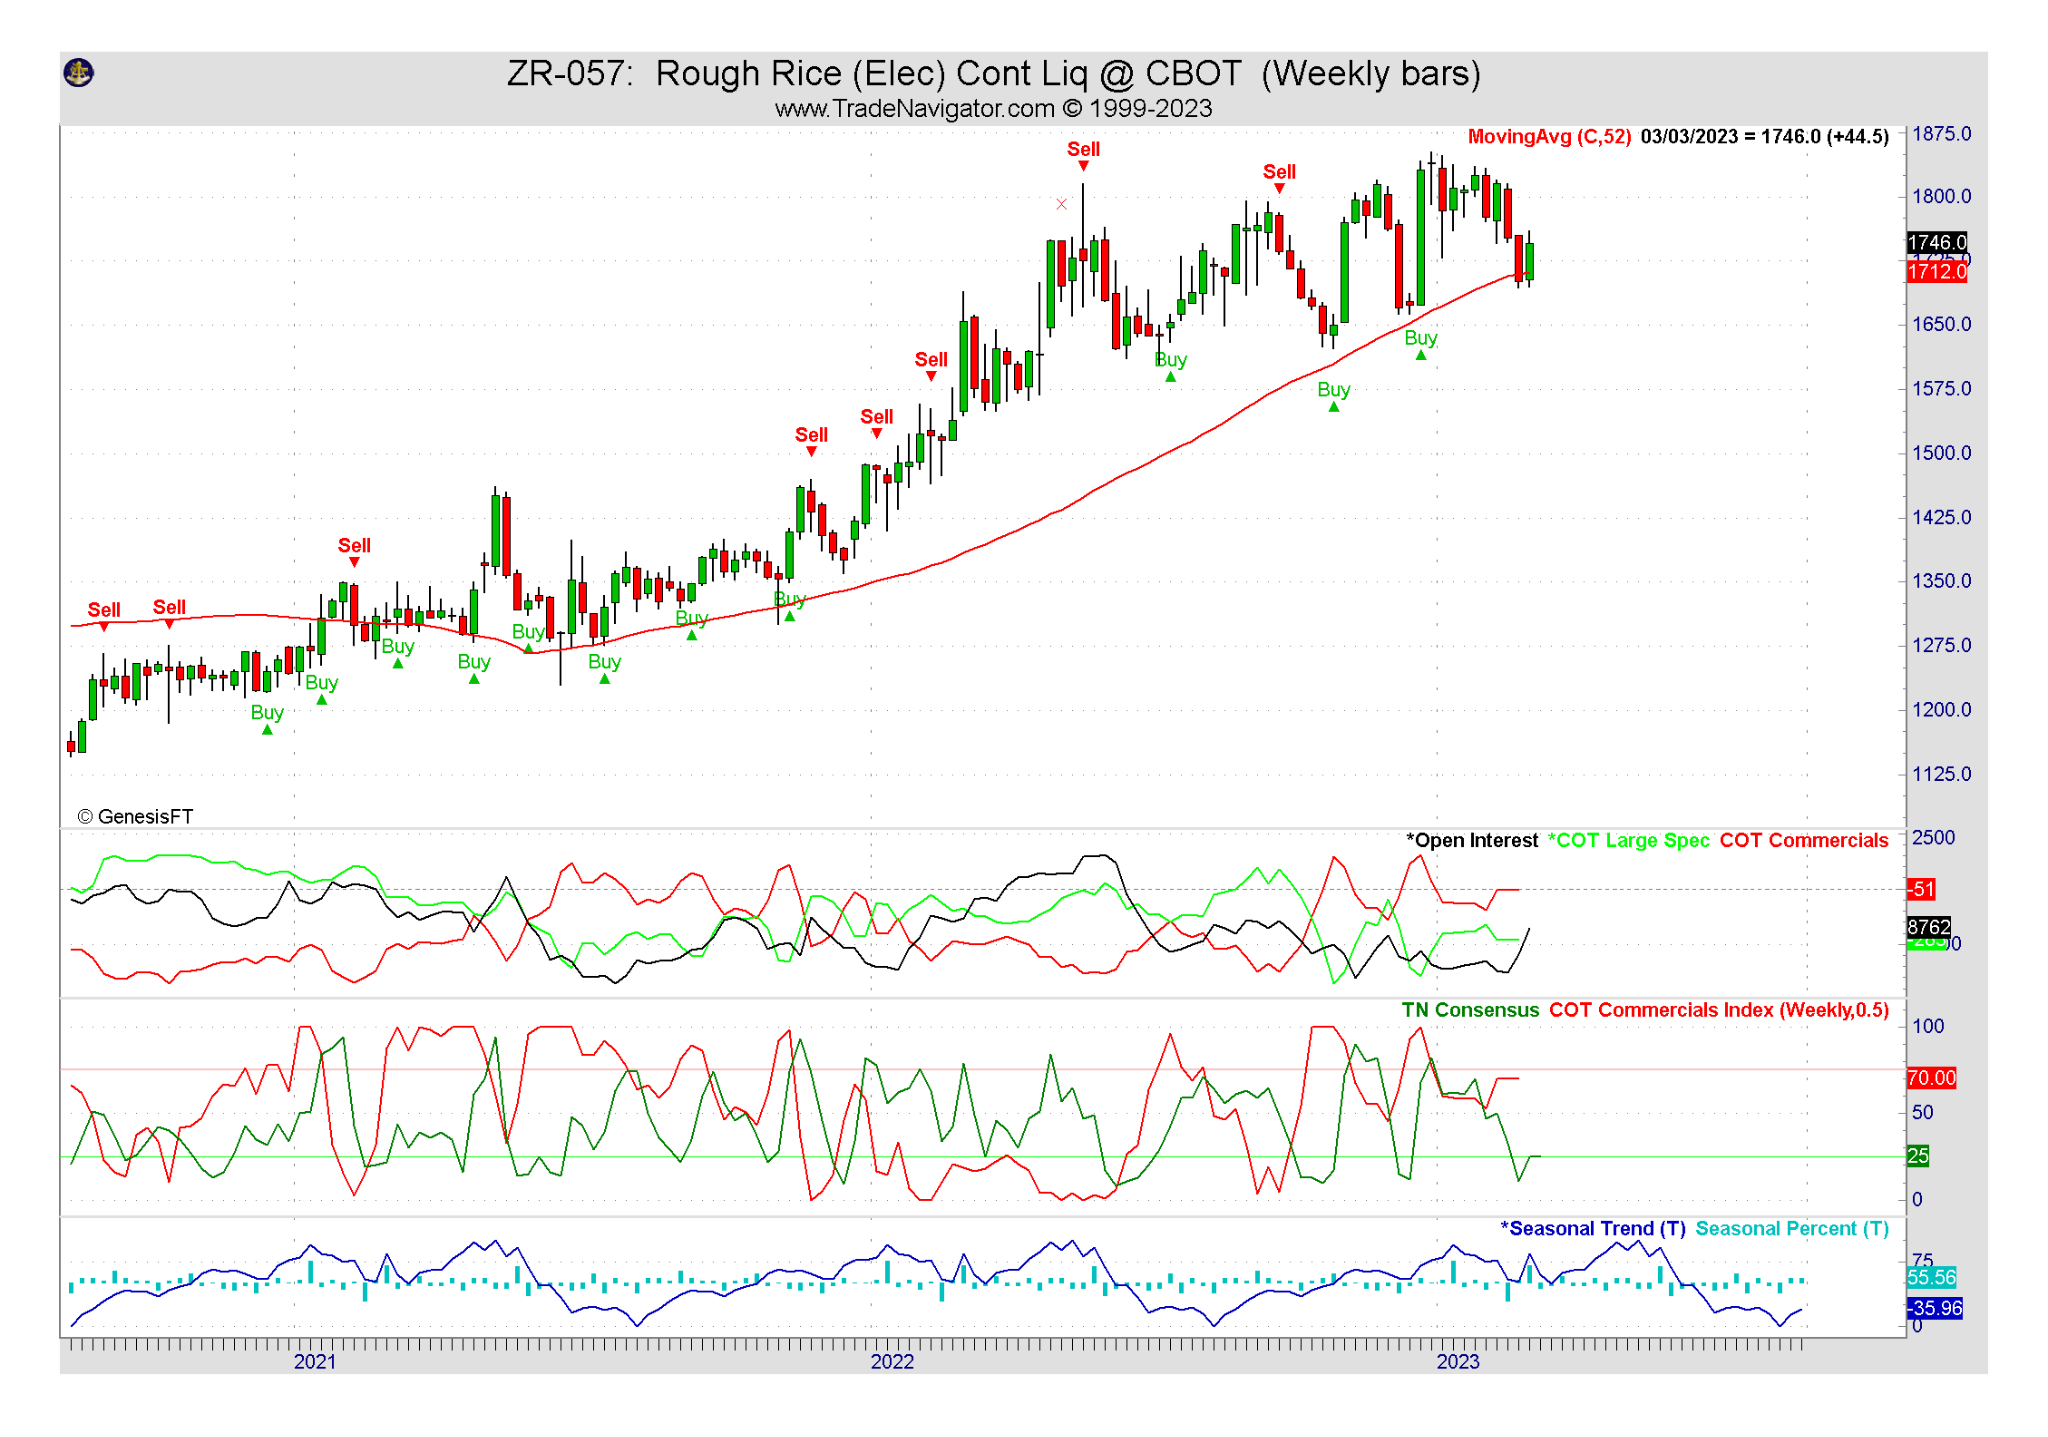 ZR-057: Rough Rice (Elec) Cont Liq @ CBOT (Weekly bars)
www.TradeNavigator.com © 1999-2023
MovingAvg (C,52) 03/03/2023 = 1746.0 (+44.5)
1875.0
Sell
Sell
1800.0
1746.0
1712.0
Buy
1650.0
Sell
Buy
Buy
1575.0
Sell
Sell
1500.0
1425.0
Sell
1350.0
Sell
Sell
Buy
Buy
Buy
Buy
1275.0
Buy
Buy
Buy
Buy
1200.0
1125.0
© GenesisFT
*Open Interest *COT Large Spec COT Commercials
2500
-51
8762
TN Consensus COT Commercials Index (Weekly,0.5)
100
70.00
50
25
0
*Seasonal Trend (T) Seasonal Percent (T)
75
55.56
-35.96
0
2021 2022 2023